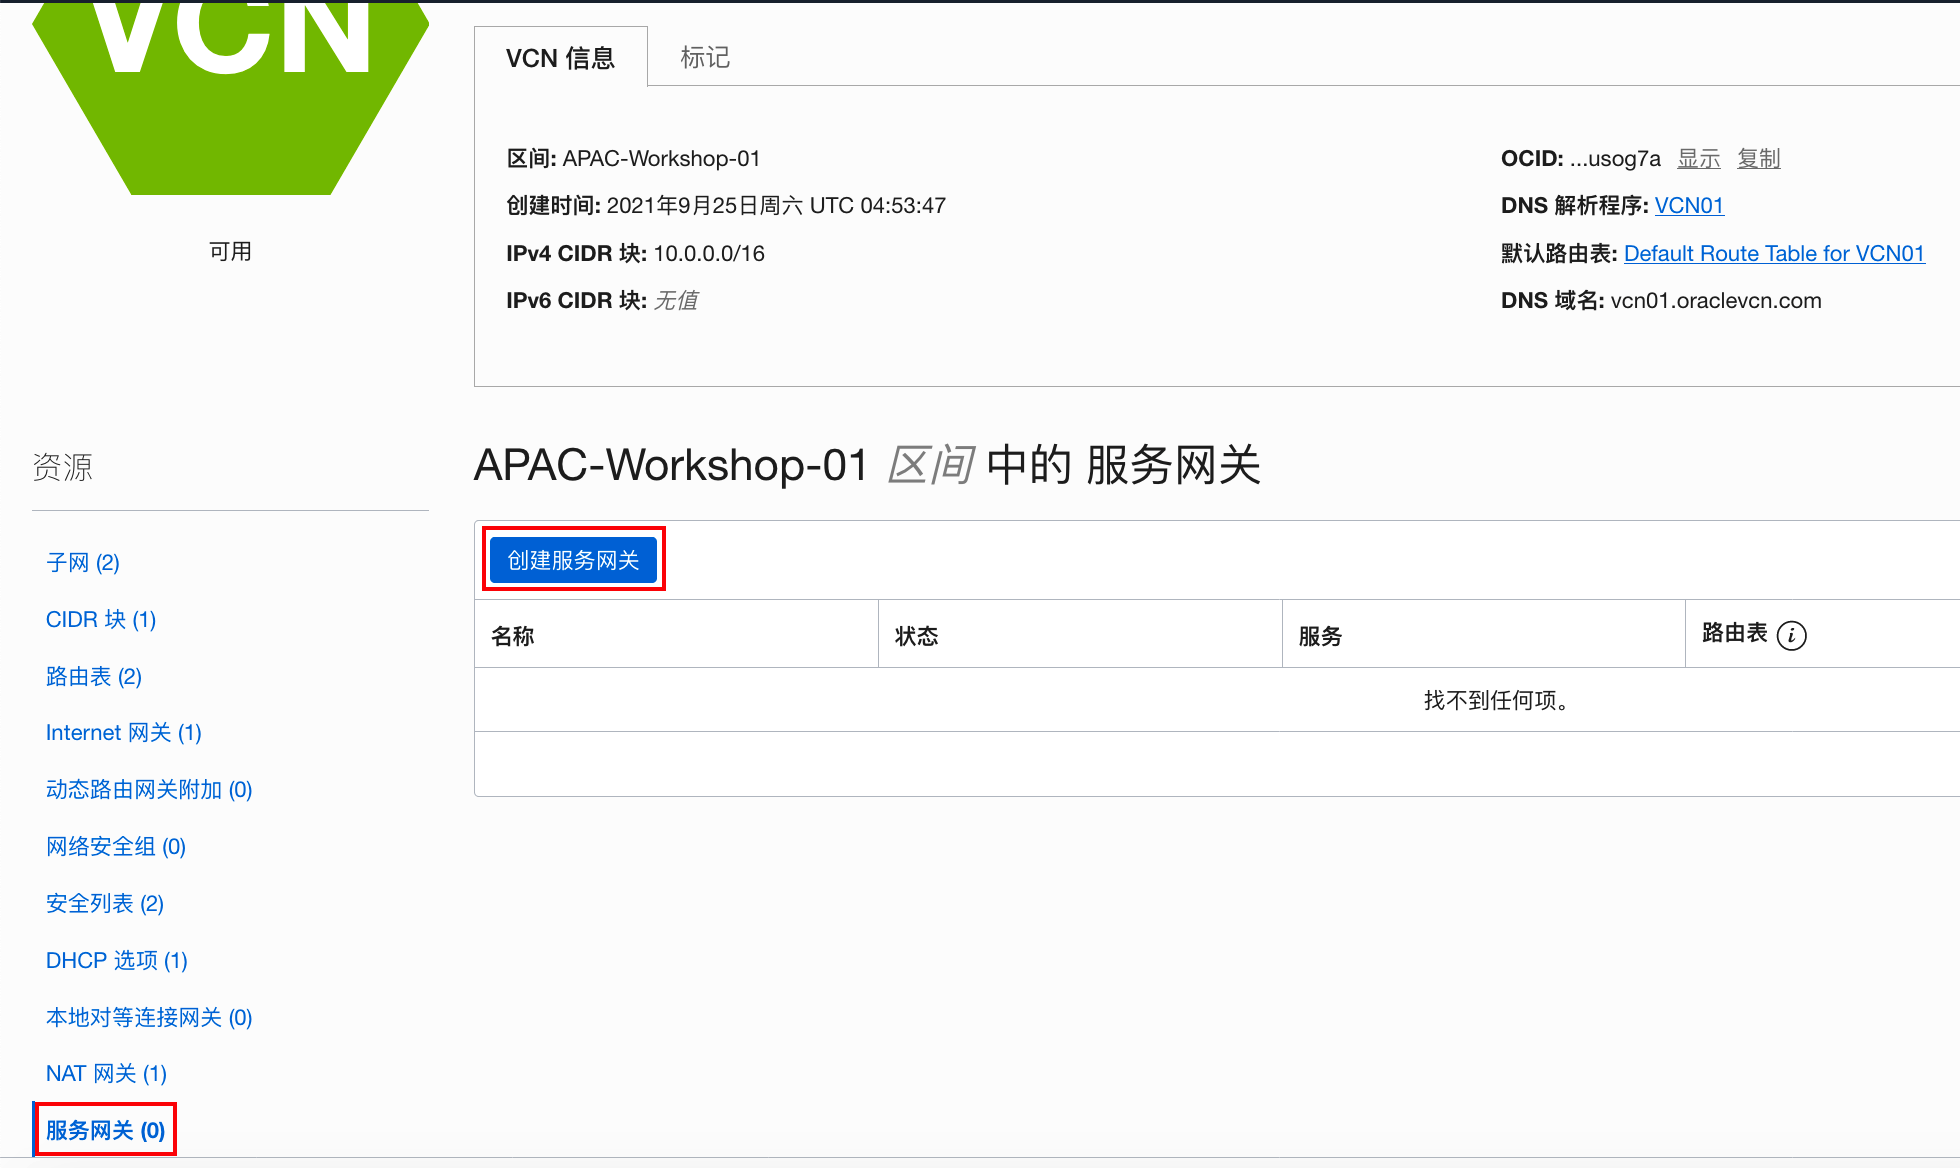 VCN
可用
VCN 信息
标记
区间: APAC-Workshop-01
创建时间: 2021年9月25日周六 UTC 04:53:47
IPv4 CIDR 块: 10.0.0.0/16
IPv6 CIDR 块: 无值
OCID: ...usog7a 显示 复制
DNS 解析程序: VCN01
默认路由表: Default Route Table for VCN01
DNS 域名: vcn01.oraclevcn.com
资源
子网 (2)
CIDR 块 (1)
路由表 (2)
Internet 网关 (1)
动态路由网关附加 (0)
网络安全组 (0)
安全列表 (2)
DHCP 选项 (1)
本地对等连接网关 (0)
NAT 网关 (1)
服务网关 (0)
APAC-Workshop-01 区间 中的 服务网关
创建服务网关
名称 状态 服务 路由表 i
找不到任何项。